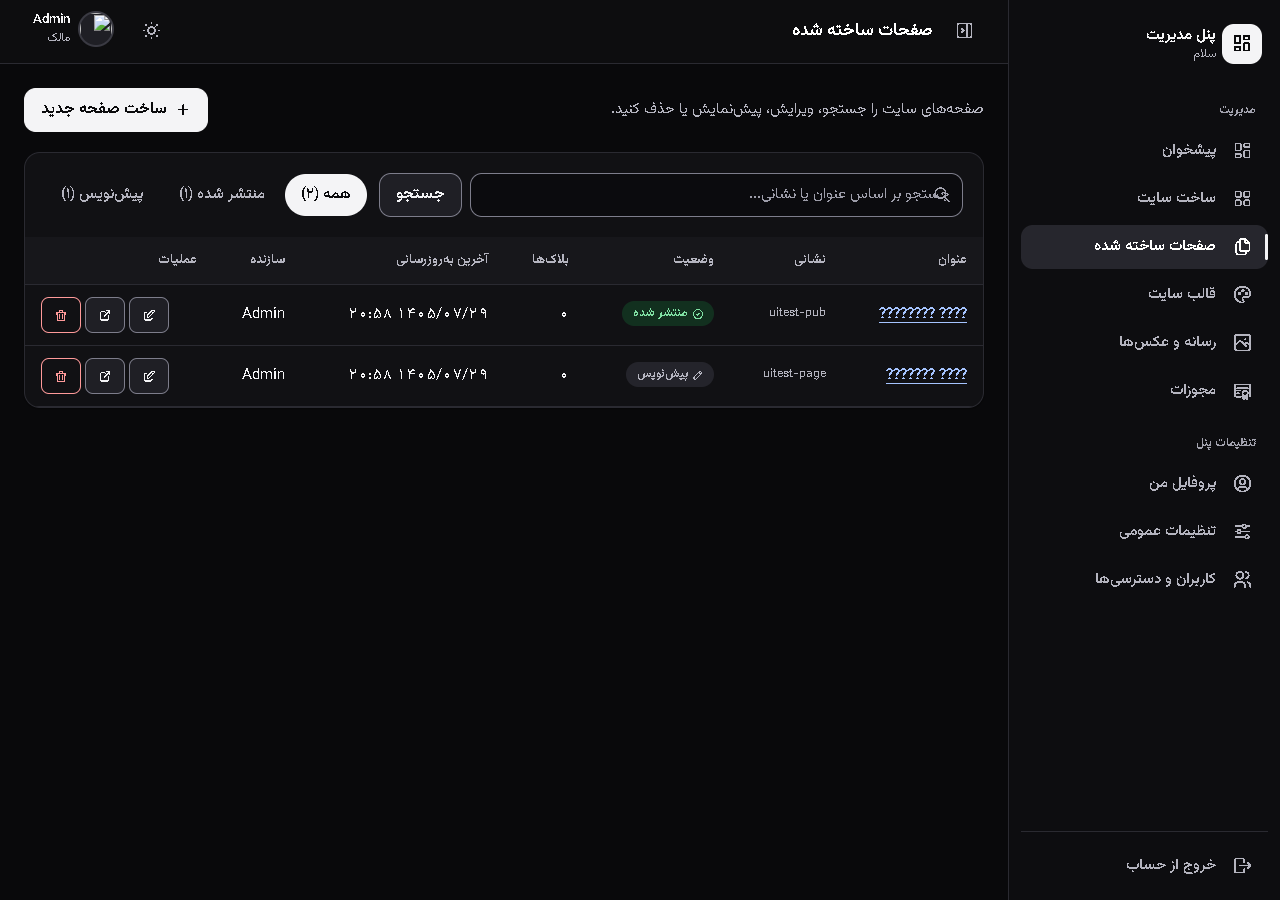 پنل مدیریت
سلام
مدیریت
پیشخوان
ساخت سایت
صفحات ساخته شده
قالب سایت
رسانه و عکس‌ها
مجوزات
تنظیمات پنل
پروفایل من
تنظیمات عمومی
کاربران و دسترسی‌ها
خروج از حساب
صفحات ساخته شده
Admin
مالک
صفحه‌های سایت را جستجو، ویرایش، پیش‌نمایش یا حذف کنید.
+ ساخت صفحه جدید
جستجو بر اساس عنوان یا نشانی...
جستجو
همه (۲)
منتشر شده (۱)
پیش‌نویس (۱)
عنوان نشانی وضعیت بلاک‌ها آخرین به‌روزرسانی سازنده عملیات
???? ???????? uitest-pub منتشر شده ۰ ۱۴۰۵/۰۷/۲۹ ۲۰:۵۸ Admin
???? ??????? uitest-page پیش‌نویس ۰ ۱۴۰۵/۰۷/۲۹ ۲۰:۵۸ Admin